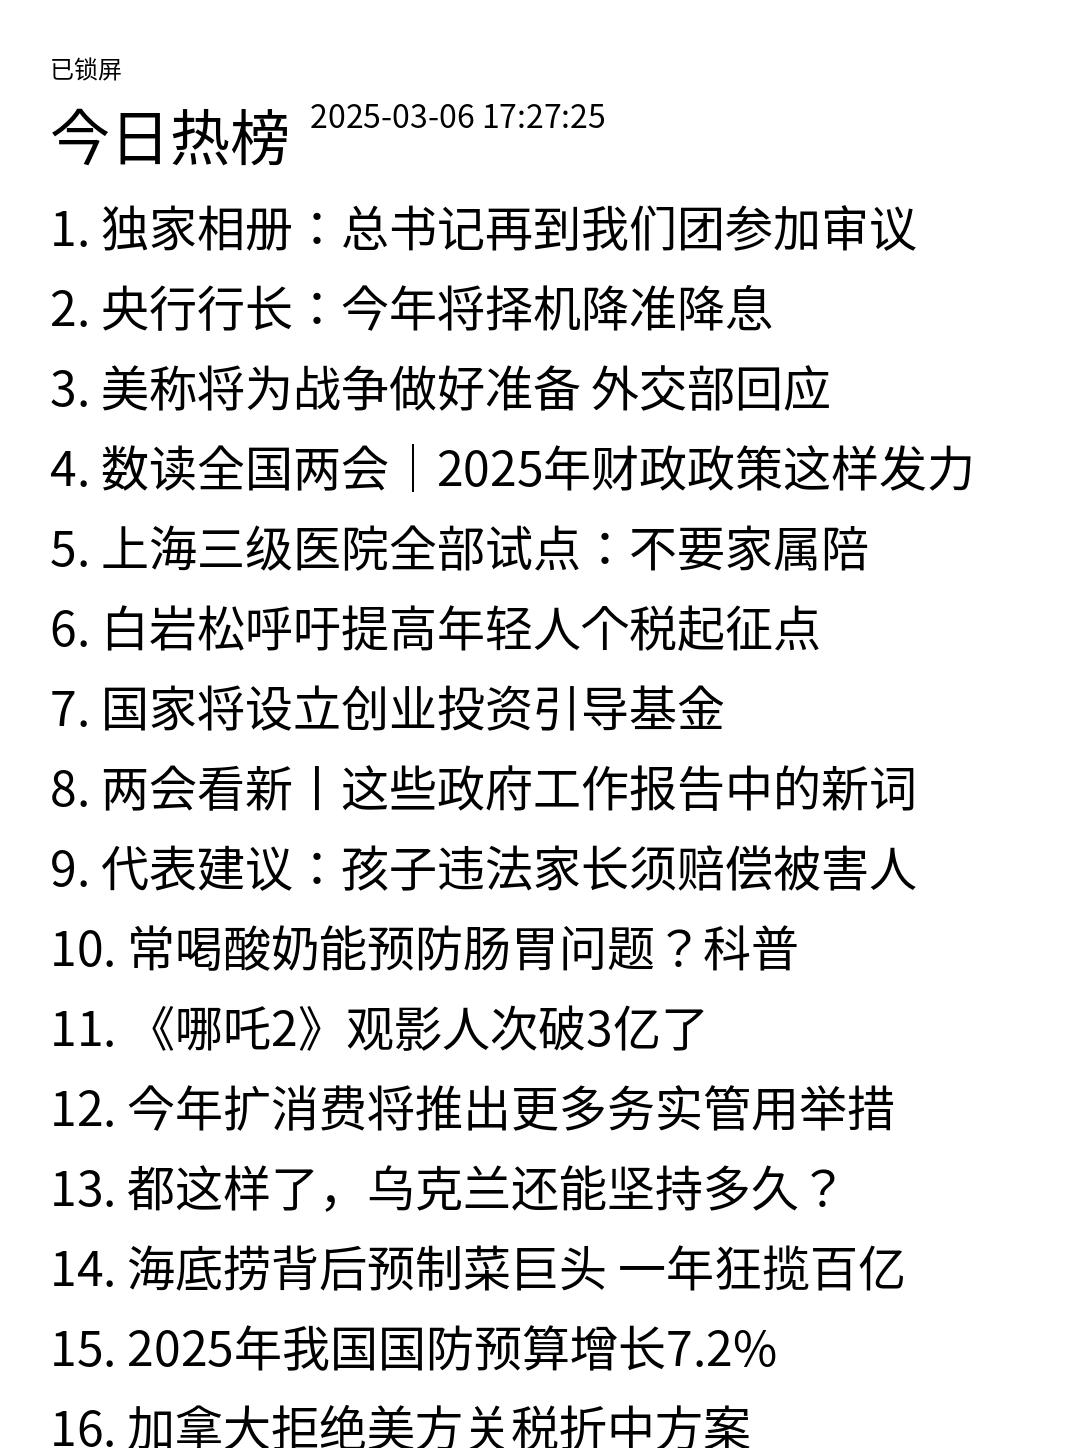 已锁屏
今日热榜 2025-03-06 17:27:25
1. 独家相册：总书记再到我们团参加审议
2. 央行行长：今年将择机降准降息
3. 美称将为战争做好准备 外交部回应
4. 数读全国两会｜2025年财政政策这样发力
5. 上海三级医院全部试点：不要家属陪
6. 白岩松呼吁提高年轻人个税起征点
7. 国家将设立创业投资引导基金
8. 两会看新丨这些政府工作报告中的新词
9. 代表建议：孩子违法家长须赔偿被害人
10. 常喝酸奶能预防肠胃问题？科普
11. 《哪吒2》观影人次破3亿了
12. 今年扩消费将推出更多务实管用举措
13. 都这样了，乌克兰还能坚持多久？
14. 海底捞背后预制菜巨头 一年狂揽百亿
15. 2025年我国国防预算增长7.2%
16. 加拿大拒绝美方关税折中方案